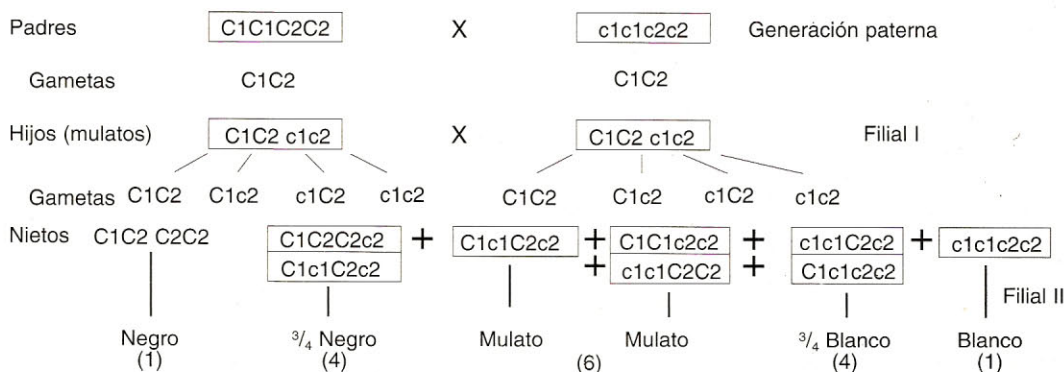 Padres C1C1C2C2 X c1c1c2c2 Generación paterna
Gametas C1C2 C1C2
Hijos (mulatos) C1C2 c1c2 X C1C2 c1c2 Filial I
Gametas C1C2 C1c2 c1C2 c1c2 C1C2 C1c2 c1C2 c1c2
Nietos C1C2 C2C2 C1C2C2c2 + C1c1C2c2 + C1C1c2c2 + c1c1C2c2 + c1c1c2c2
C1c1C2c2 + c1c1C2C2 + C1c1c2c2
Filial II
Negro 3/4 Negro Mulato Mulato 3/4 Blanco Blanco
(1) (4) (6) (4) (1)